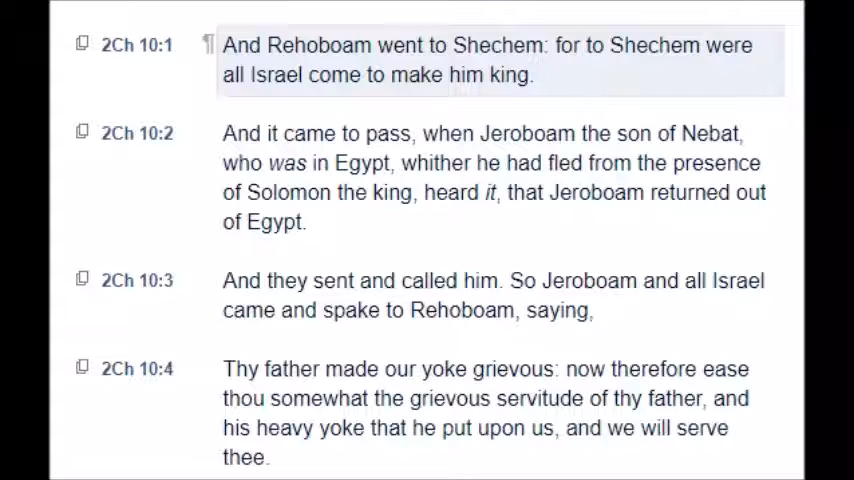 2Ch 10:1 ¶ And Rehoboam went to Shechem: for to Shechem were
all Israel come to make him king.
2Ch 10:2 And it came to pass, when Jeroboam the son of Nebat,
who was in Egypt, whither he had fled from the presence
of Solomon the king, heard it, that Jeroboam returned out
of Egypt.
2Ch 10:3 And they sent and called him. So Jeroboam and all Israel
came and spake to Rehoboam, saying,
2Ch 10:4 Thy father made our yoke grievous: now therefore ease
thou somewhat the grievous servitude of thy father, and
his heavy yoke that he put upon us, and we will serve
thee.